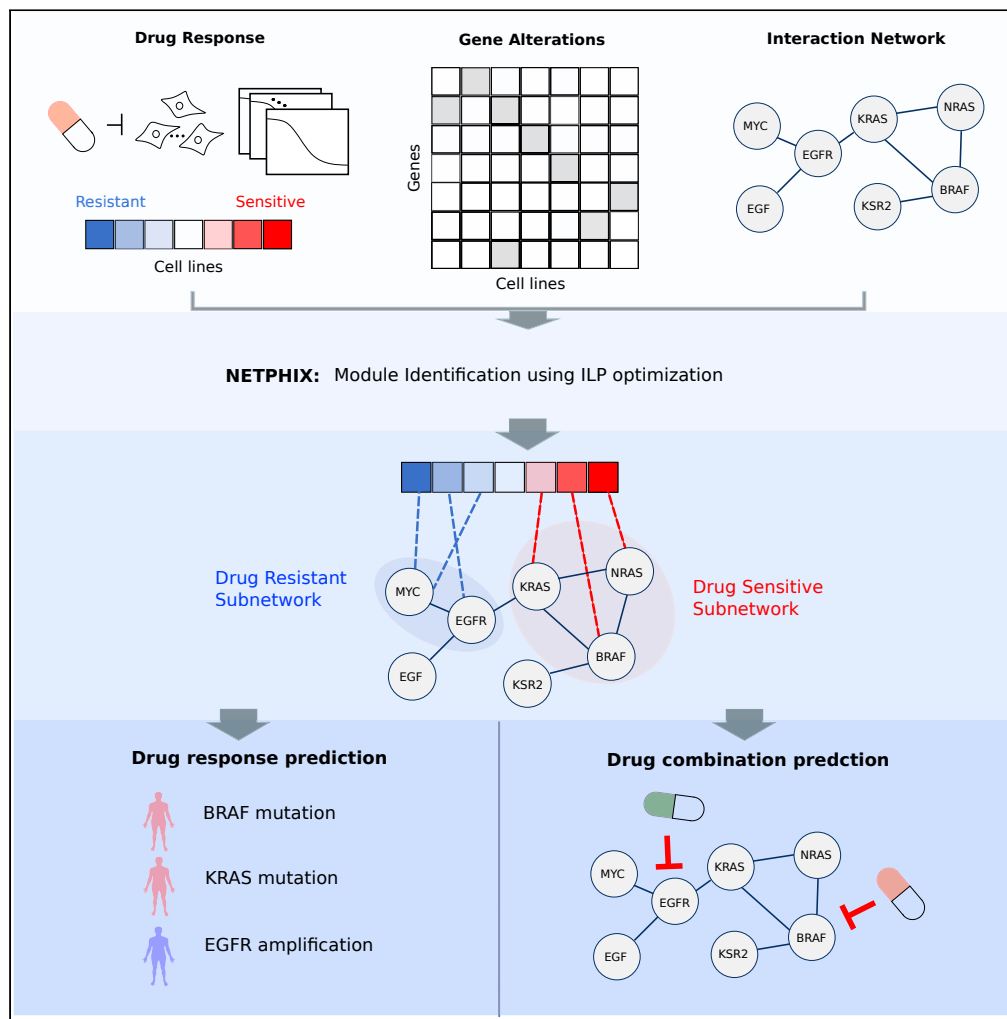 Drug Response
Gene Alterations
Interaction Network
Resistant
Sensitive
Cell lines
Genes
Cell lines
MYC
EGFR
EGF
KRAS
NRAS
KSR2
BRAF
NETPHIX: Module Identification using ILP optimization
Drug Resistant
Subnetwork
MYC
EGFR
EGF
KRAS
NRAS
KSR2
BRAF
Drug Sensitive
Subnetwork
Drug response prediction
BRAF mutation
KRAS mutation
EGFR amplification
Drug combination predction
MYC
EGFR
EGF
KRAS
NRAS
KSR2
BRAF